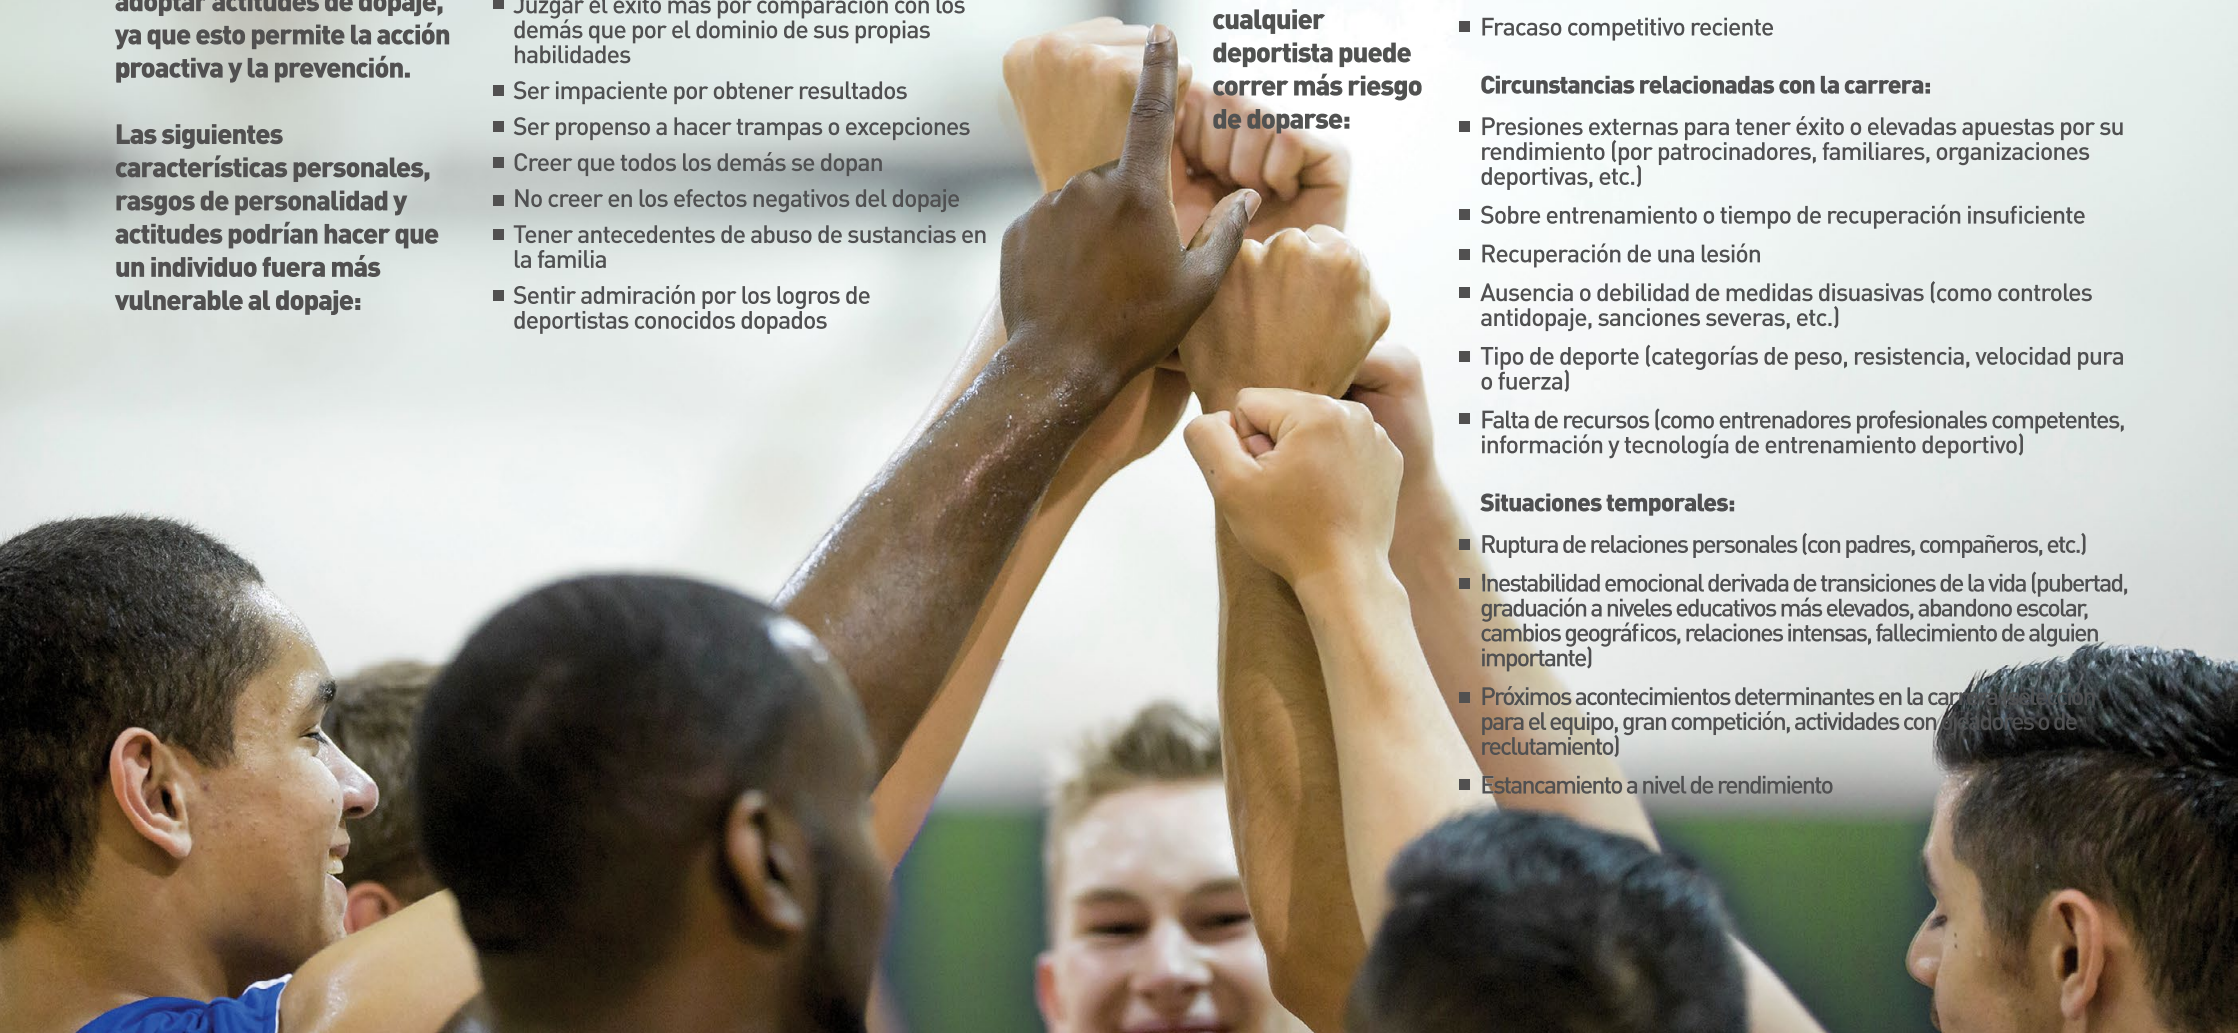 adoptar actitudes de dopaje,
ya que esto permite la acción
proactiva y la prevención.
Las siguientes
características personales,
rasgos de personalidad y
actitudes podrían hacer que
un individuo fuera más
vulnerable al dopaje:
Juzgar el éxito más por comparación con los
demás que por el dominio de sus propias
habilidades
Ser impaciente por obtener resultados
Ser propenso a hacer trampas o excepciones
Creer que todos los demás se dopan
No creer en los efectos negativos del dopaje
Tener antecedentes de abuso de sustancias en
la familia
Sentir admiración por los logros de
deportistas conocidos dopados
cualquier
deportista puede
correr más riesgo
de doparse:
Fracaso competitivo reciente
Circunstancias relacionadas con la carrera:
Presiones externas para tener éxito o elevadas apuestas por su
rendimiento (por patrocinadores, familiares, organizaciones
deportivas, etc.)
Sobre entrenamiento o tiempo de recuperación insuficiente
Recuperación de una lesión
Ausencia o debilidad de medidas disuasivas (como controles
antidopaje, sanciones severas, etc.)
Tipo de deporte (categorías de peso, resistencia, velocidad pura
o fuerza)
Falta de recursos (como entrenadores profesionales competentes,
información y tecnología de entrenamiento deportivo)
Situaciones temporales:
Ruptura de relaciones personales (con padres, compañeros, etc.)
Inestabilidad emocional derivada de transiciones de la vida (pubertad,
graduación a niveles educativos más elevados, abandono escolar,
cambios geográficos, relaciones intensas, fallecimiento de alguien
importante)
Próximos acontecimientos determinantes en la carrera (selección
para el equipo, gran competición, actividades con ojeadores o de
reclutamiento)
Estancamiento a nivel de rendimiento